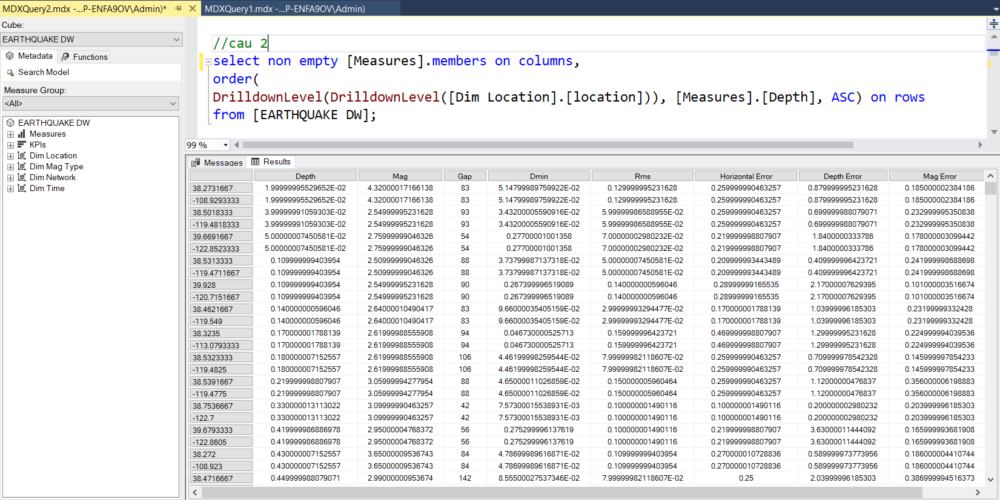 MDXQuery2.mdx -...P-ENFA9OV\Admin)* MDXQuery1.mdx -...P-ENFA9OV\Admin)
Cube:
EARTHQUAKE DW
Metadata Functions
Search Model
Measure Group:
<All>
EARTHQUAKE DW
Measures
KPIs
Dim Location
Dim Mag Type
Dim Network
Dim Time
//cau 2
select non empty [Measures].members on columns,
order(
DrilldownLevel(DrilldownLevel([Dim Location].[location])), [Measures].[Depth], ASC) on rows
from [EARTHQUAKE DW];
99 %
Messages Results
Depth Mag Gap Dmin Rms Horizontal Error Depth Error Mag Error
38.2731667 1.99999995529652E-02 4.32000017166138 83 5.14799989759922E-02 0.129999995231628 0.259999990463257 0.879999995231628 0.185000002384186
-108.9293333 1.99999995529652E-02 4.32000017166138 83 5.14799989759922E-02 0.129999995231628 0.259999990463257 0.879999995231628 0.185000002384186
38.5018333 3.99999991059303E-02 2.54999995231628 93 3.43200005590916E-02 5.99999986588955E-02 0.259999990463257 0.699999988079071 0.232999995350838
-119.4818333 3.99999991059303E-02 2.54999995231628 93 3.43200005590916E-02 5.99999986588955E-02 0.259999990463257 0.699999988079071 0.232999995350838
39.6691667 5.00000007450581E-02 2.75999999046326 54 0.27700001001358 7.00000002980232E-02 0.219999998807907 1.8400000333786 0.178000003099442
-122.8523333 5.00000007450581E-02 2.75999999046326 54 0.27700001001358 7.00000002980232E-02 0.219999998807907 1.8400000333786 0.178000003099442
38.5313333 0.109999999403954 2.50999999046326 88 3.73799987137318E-02 5.00000007450581E-02 0.209999993443489 0.409999996423721 0.241999998688698
-119.4711667 0.109999999403954 2.50999999046326 88 3.73799987137318E-02 5.00000007450581E-02 0.209999993443489 0.409999996423721 0.241999998688698
39.928 0.109999999403954 2.54999995231628 90 0.267399996519089 0.140000000596046 0.28999999165535 2.17000007629395 0.101000003516674
-120.7151667 0.109999999403954 2.54999995231628 90 0.267399996519089 0.140000000596046 0.28999999165535 2.17000007629395 0.101000003516674
38.4621667 0.140000000596046 2.64000010490417 83 9.66000035405159E-02 2.99999993294477E-02 0.170000001788139 1.03999996185303 0.23199999332428
-119.549 0.140000000596046 2.64000010490417 83 9.66000035405159E-02 2.99999993294477E-02 0.170000001788139 1.03999996185303 0.23199999332428
38.3235 0.170000001788139 2.61999988555908 94 0.046730000525713 0.159999996423721 0.469999998807907 1.29999995231628 0.224999994039536
-113.0793333 0.170000001788139 2.61999988555908 94 0.046730000525713 0.159999996423721 0.469999998807907 1.29999995231628 0.224999994039536
38.5323333 0.180000007152557 2.61999988555908 106 4.46199998259544E-02 7.99999982118607E-02 0.259999990463257 0.709999978542328 0.145999997854233
-119.4825 0.180000007152557 2.61999988555908 106 4.46199998259544E-02 7.99999982118607E-02 0.259999990463257 0.709999978542328 0.145999997854233
38.5391667 0.219999998807907 3.05999994277954 88 4.65000011026859E-02 0.150000005960464 0.259999990463257 1.12000000476837 0.356000006198883
-119.4775 0.219999998807907 3.05999994277954 88 4.65000011026859E-02 0.150000005960464 0.259999990463257 1.12000000476837 0.356000006198883
38.7536667 0.330000013113022 3.09999990463257 42 7.57300015538931E-03 0.100000001490116 0.100000001490116 0.200000002980232 0.203999996185303
-122.7 0.330000013113022 3.09999990463257 42 7.57300015538931E-03 0.100000001490116 0.100000001490116 0.200000002980232 0.203999996185303
39.6793333 0.419999986886978 2.95000004768372 56 0.275299996137619 0.100000001490116 0.219999998807907 3.63000011444092 0.165999993681908
-122.8605 0.419999986886978 2.95000004768372 56 0.275299996137619 0.100000001490116 0.219999998807907 3.63000011444092 0.165999993681908
38.272 0.430000007152557 3.65000009536743 84 4.78699989616871E-02 0.109999999403954 0.270000010728836 0.589999973773956 0.186000004410744
-108.923 0.430000007152557 3.65000009536743 84 4.78699989616871E-02 0.109999999403954 0.270000010728836 0.589999973773956 0.186000004410744
38.4716667 0.449999988079071 2.99000000953674 142 8.55500027537346E-02 7.99999982118607E-02 0.25 2.03999996185303 0.386999994516373